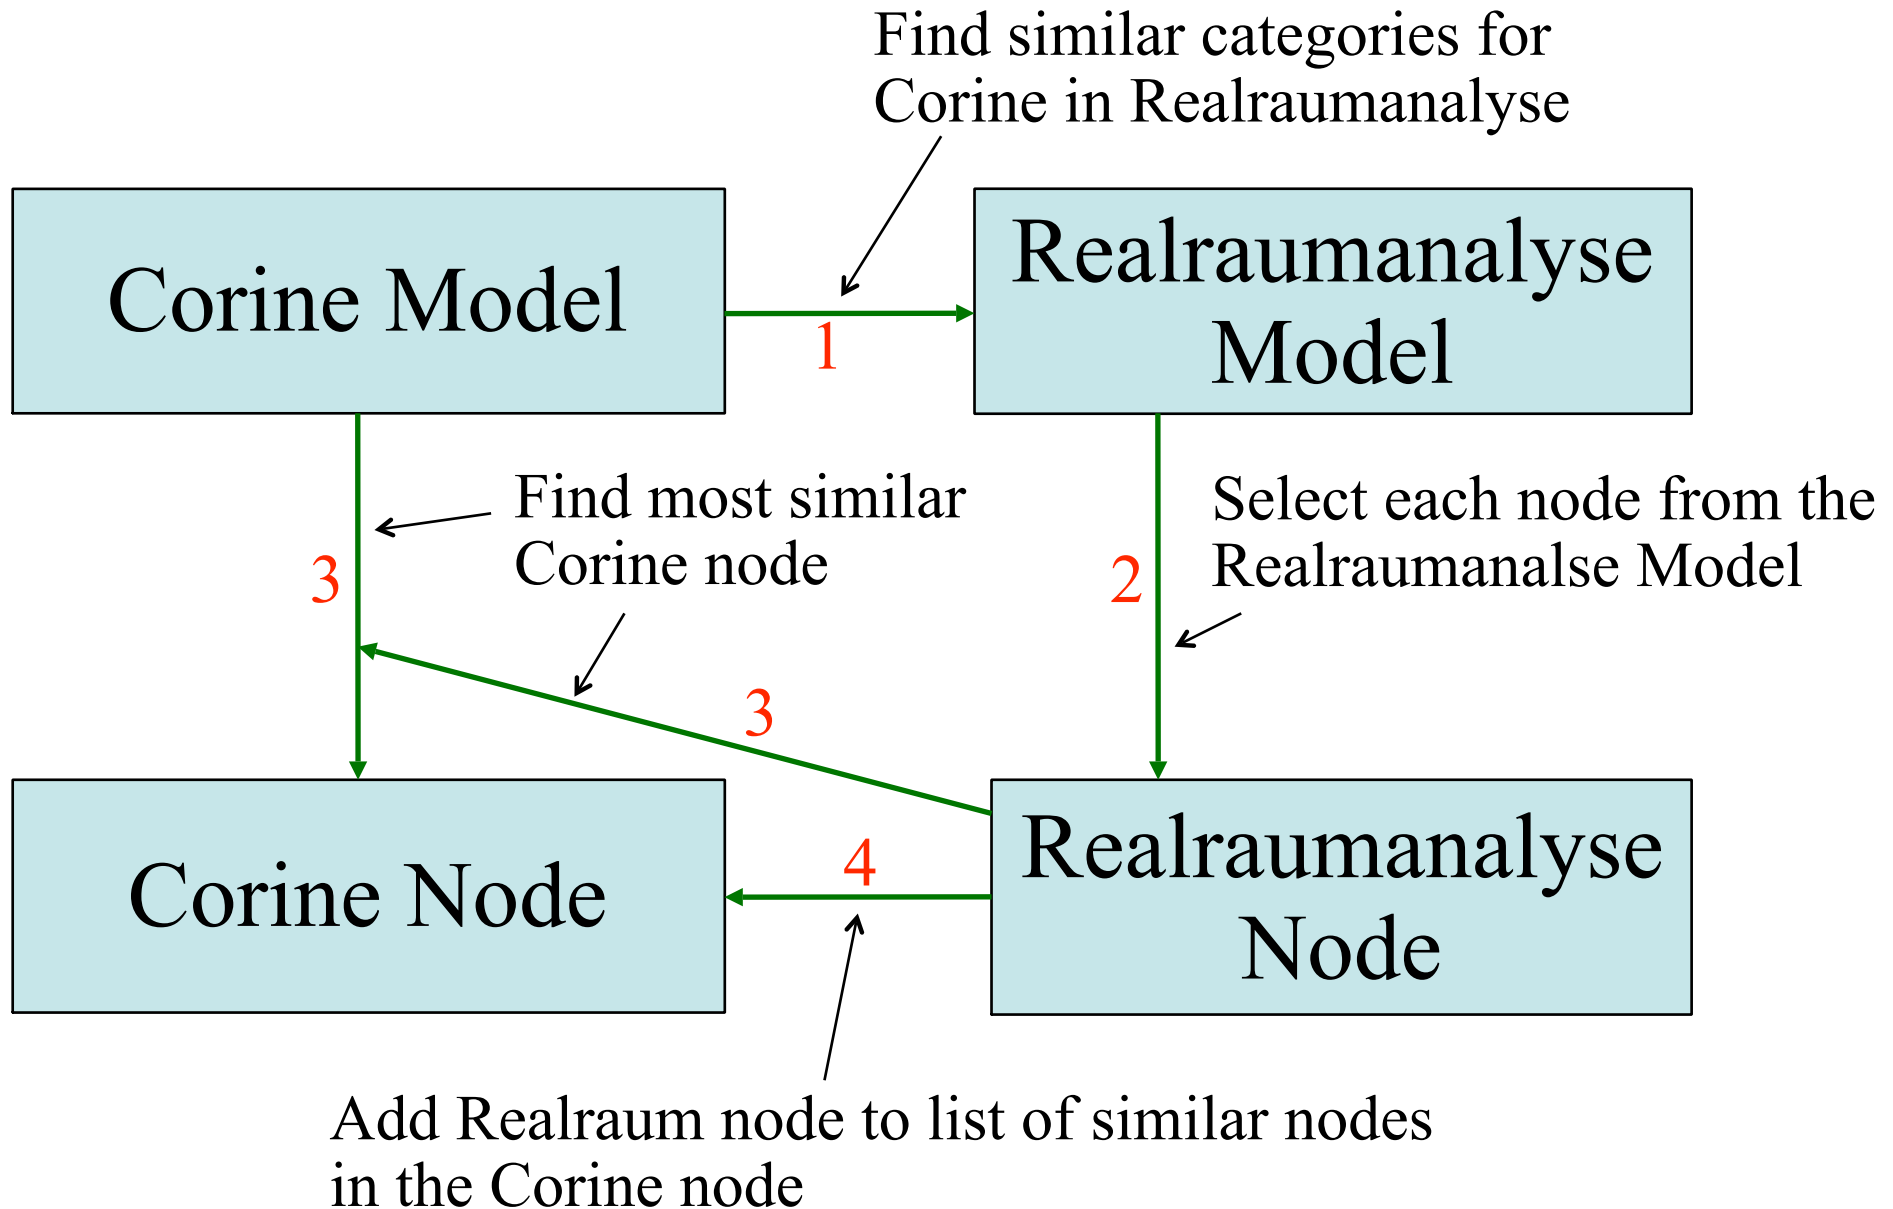 Find similar categories for
Corine in Realraumanalyse
Corine Model
Realraumanalyse
Model
1
Find most similar
Corine node
Select each node from the
Realraumanalse Model
3
2
3
Corine Node
4
Realraumanalyse
Node
Add Realraum node to list of similar nodes
in the Corine node